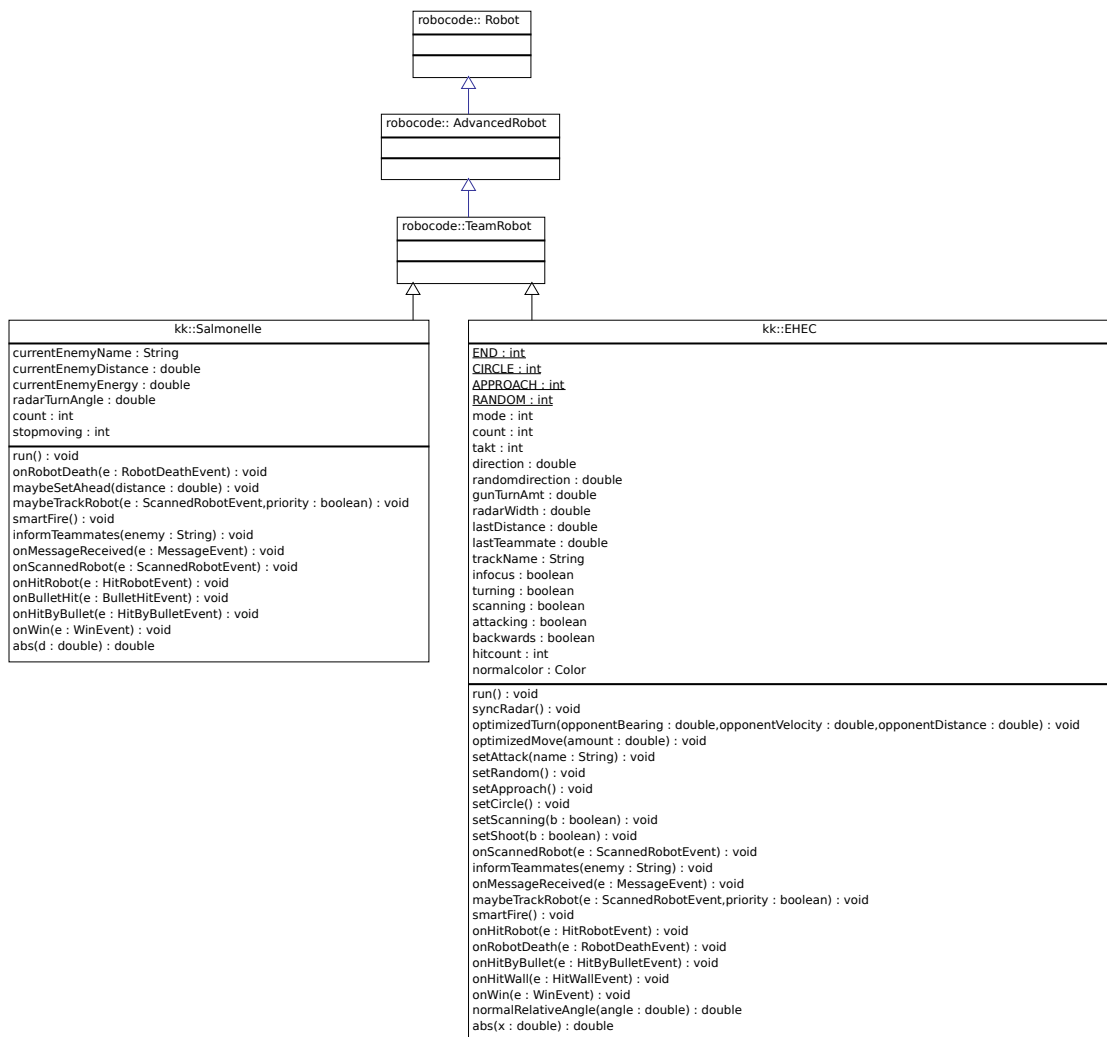 robocode:: Robot
robocode:: AdvancedRobot
robocode::TeamRobot
kk::Salmonelle
currentEnemyName : String
currentEnemyDistance : double
currentEnemyEnergy : double
radarTurnAngle : double
count : int
stopmoving : int
run() : void
onRobotDeath(e : RobotDeathEvent) : void
maybeSetAhead(distance : double) : void
maybeTrackRobot(e : ScannedRobotEvent,priority : boolean) : void
smartFire() : void
informTeammates(enemy : String) : void
onMessageReceived(e : MessageEvent) : void
onScannedRobot(e : ScannedRobotEvent) : void
onHitRobot(e : HitRobotEvent) : void
onBulletHit(e : BulletHitEvent) : void
onHitByBullet(e : HitByBulletEvent) : void
onWin(e : WinEvent) : void
abs(d : double) : double
kk::EHEC
END : int
CIRCLE : int
APPROACH : int
RANDOM : int
mode : int
count : int
takt : int
direction : double
randomdirection : double
gunTurnAmt : double
radarWidth : double
lastDistance : double
lastTeammate : double
trackName : String
infocus : boolean
turning : boolean
scanning : boolean
attacking : boolean
backwards : boolean
hitcount : int
normalcolor : Color
run() : void
syncRadar() : void
optimizedTurn(opponentBearing : double,opponentVelocity : double,opponentDistance : double) : void
optimizedMove(amount : double) : void
setAttack(name : String) : void
setRandom() : void
setApproach() : void
setCircle() : void
setScanning(b : boolean) : void
setShoot(b : boolean) : void
onScannedRobot(e : ScannedRobotEvent) : void
informTeammates(enemy : String) : void
onMessageReceived(e : MessageEvent) : void
maybeTrackRobot(e : ScannedRobotEvent,priority : boolean) : void
smartFire() : void
onHitRobot(e : HitRobotEvent) : void
onRobotDeath(e : RobotDeathEvent) : void
onHitByBullet(e : HitByBulletEvent) : void
onHitWall(e : HitWallEvent) : void
onWin(e : WinEvent) : void
normalRelativeAngle(angle : double) : double
abs(x : double) : double